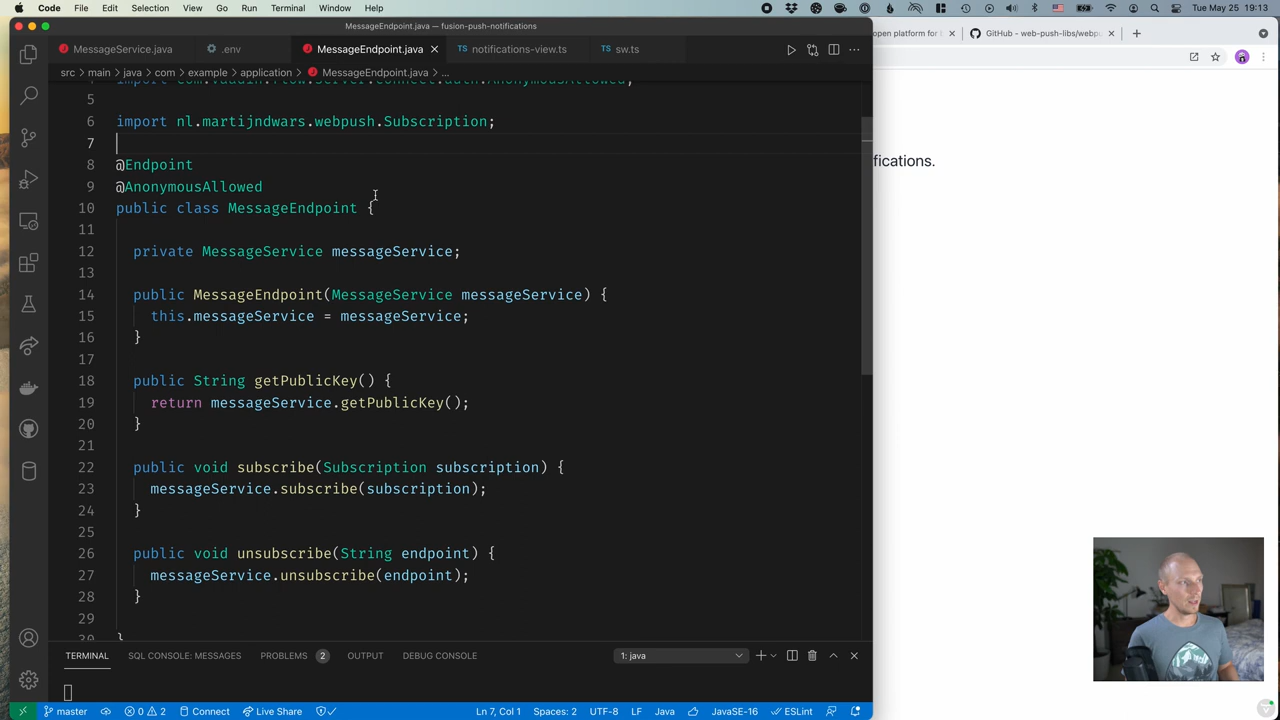 Code File Edit Selection View Go Run Terminal Window Help Tue May 25 19:13
MessageEndpoint.java — fusion-push-notifications
MessageService.java .env MessageEndpoint.java TS notifications-view.ts TS sw.ts
src > main > java > com > example > application > MessageEndpoint.java > ...
5
6 import nl.martijndwars.webpush.Subscription;
7
8 @Endpoint
9 @AnonymousAllowed
10 public class MessageEndpoint {
11
12 private MessageService messageService;
13
14 public MessageEndpoint(MessageService messageService) {
15 this.messageService = messageService;
16 }
17
18 public String getPublicKey() {
19 return messageService.getPublicKey();
20 }
21
22 public void subscribe(Subscription subscription) {
23 messageService.subscribe(subscription);
24 }
25
26 public void unsubscribe(String endpoint) {
27 messageService.unsubscribe(endpoint);
28 }
29
30 }
TERMINAL SQL CONSOLE: MESSAGES PROBLEMS 2 OUTPUT DEBUG CONSOLE 1: java
master 0 2 Connect Live Share Ln 7, Col 1 Spaces: 2 UTF-8 LF Java JavaSE-16 ESLint
open platform for GitHub - web-push-libs/webpu
fications.